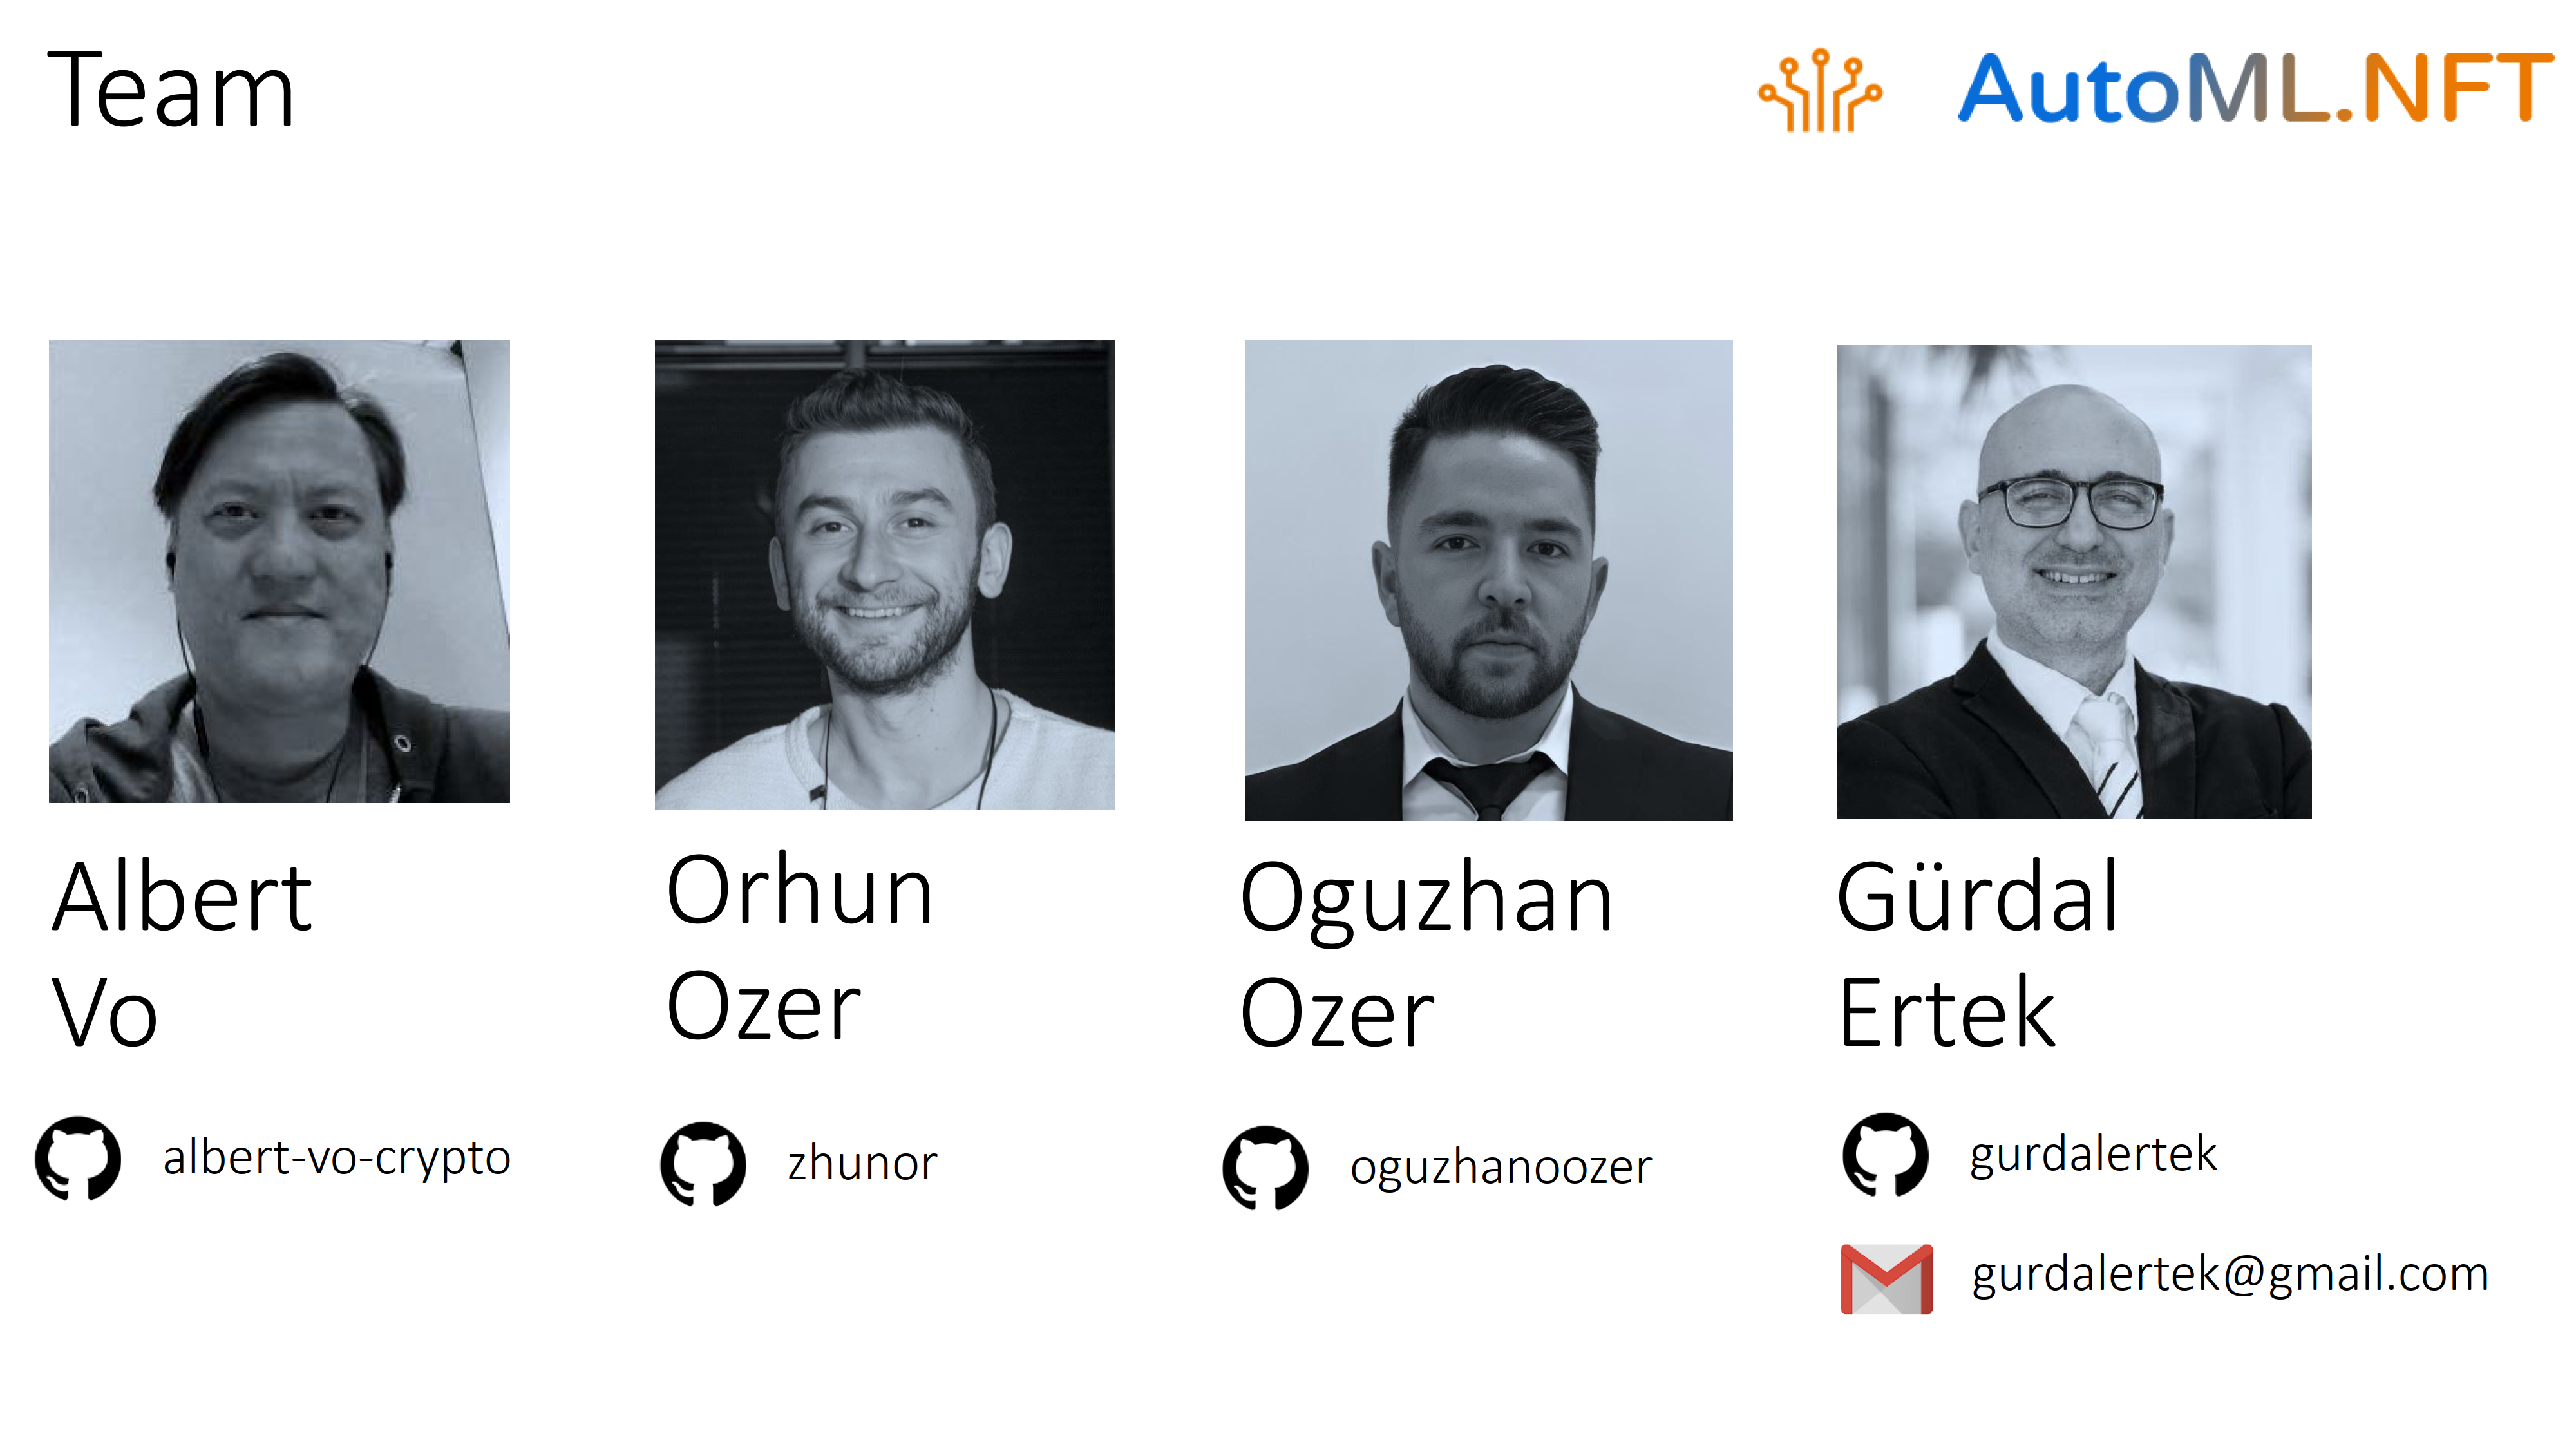 Team
AutoML.NFT
Albert
Vo
albert-vo-crypto
Orhun
Ozer
zhunor
Oguzhan
Ozer
oguzhanoozer
Gürdal
Ertek
gurdalertek
gurdalertek@gmail.com